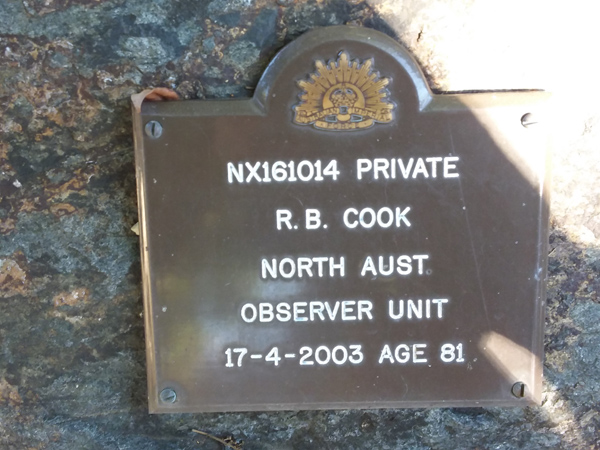 NX161014 PRIVATE
R.B. COOK
NORTH AUST.
OBSERVER UNIT
17-4-2003 AGE 81